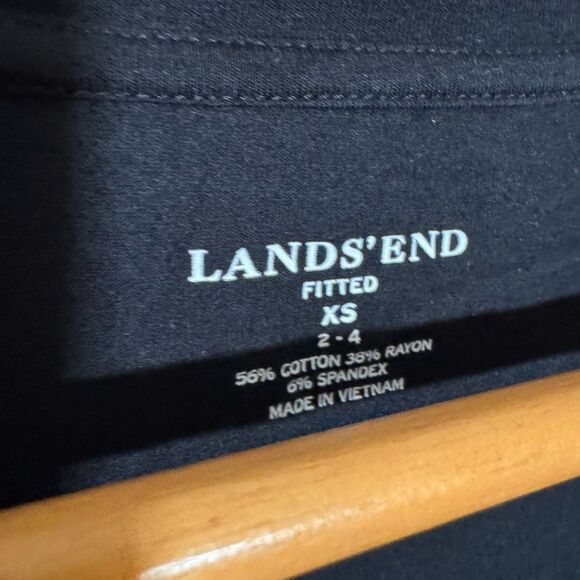 LANDS'END
FITTED
XS
2 - 4
56% COTTON 38% RAYON
6% SPANDEX
MADE IN VIETNAM